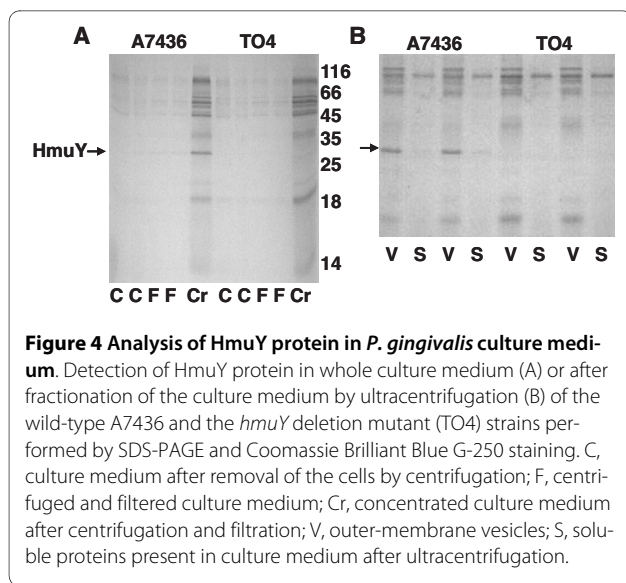 A B
A7436 TO4 A7436 TO4
116
66
45
35
HmuY→
25
18
14
V S V S V S V S
C C F F Cr C C F F Cr
Figure 4 Analysis of HmuY protein in P. gingivalis culture medi-
um. Detection of HmuY protein in whole culture medium (A) or after
fractionation of the culture medium by ultracentrifugation (B) of the
wild-type A7436 and the hmuY deletion mutant (TO4) strains per-
formed by SDS-PAGE and Coomassie Brilliant Blue G-250 staining. C,
culture medium after removal of the cells by centrifugation; F, centri-
fuged and filtered culture medium; Cr, concentrated culture medium
after centrifugation and filtration; V, outer-membrane vesicles; S, solu-
ble proteins present in culture medium after ultracentrifugation.